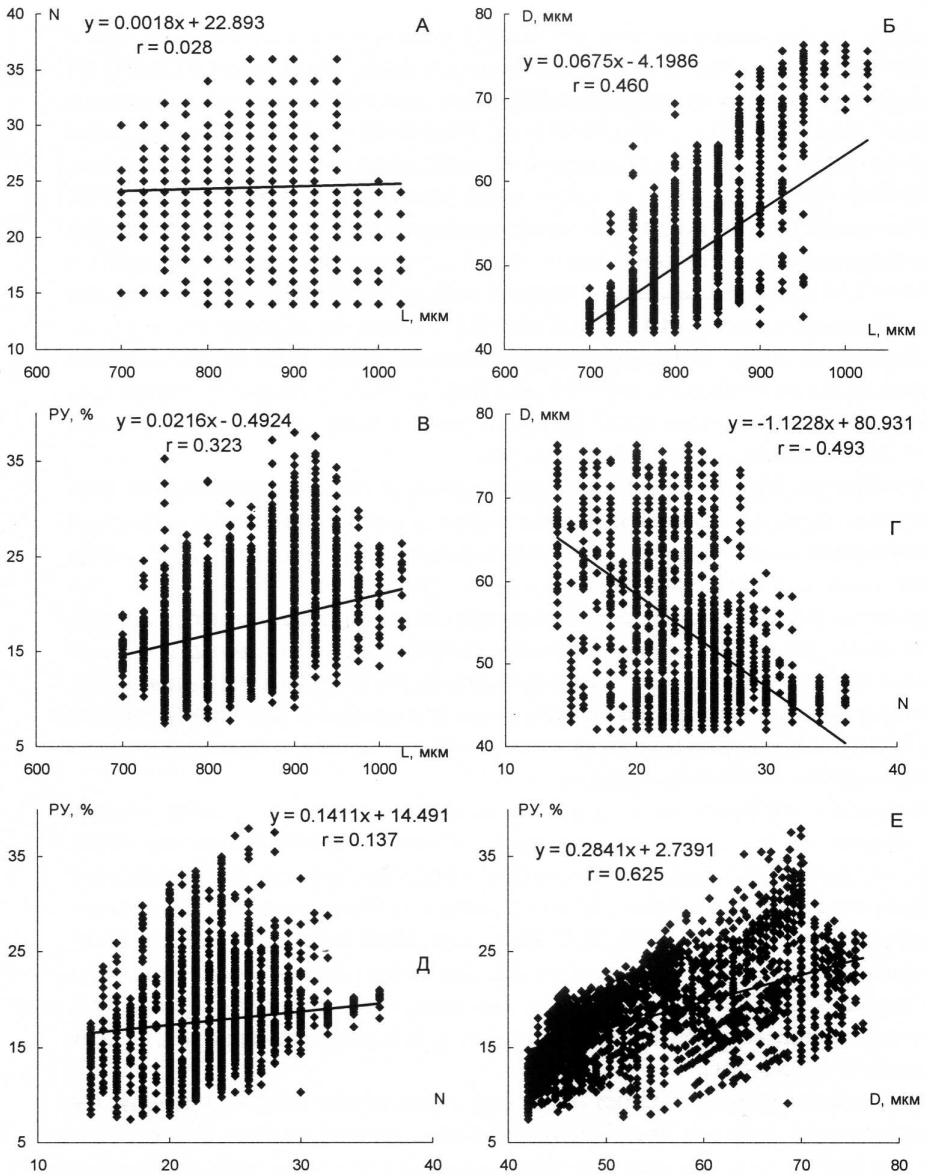 40
N
y = 0.0018x + 22.893
r = 0.028
А
35
30
25
20
15
10
L, мкм
600
700
800
900
1000
80
D, мкм
Б
y = 0.0675x - 4.1986
r = 0.460
70
60
50
40
L, мкм
600
700
800
900
1000
РУ, %
y = 0.0216x - 0.4924
r = 0.323
В
35
25
15
5
L, мкм
600
700
800
900
1000
80
D, мкм
y = -1.1228x + 80.931
r = - 0.493
Г
70
60
50
40
N
10
20
30
40
РУ, %
y = 0.1411x + 14.491
r = 0.137
35
25
Д
15
5
N
10
20
30
40
РУ, %
Е
y = 0.2841x + 2.7391
r = 0.625
35
25
15
5
D, мкм
40
50
60
70
80